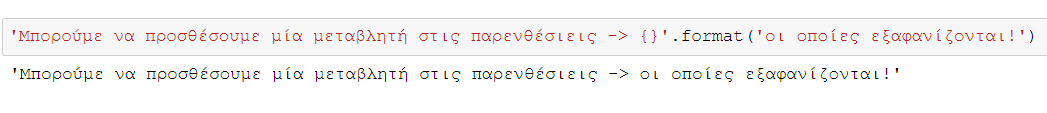 'Μπορούμε να προσθέσουμε μία μεταβλητή στις παρενθέσιεις -> {}'.format('οι οποίες εξαφανίζονται!')
'Μπορούμε να προσθέσουμε μία μεταβλητή στις παρενθέσιεις -> οι οποίες εξαφανίζονται!'